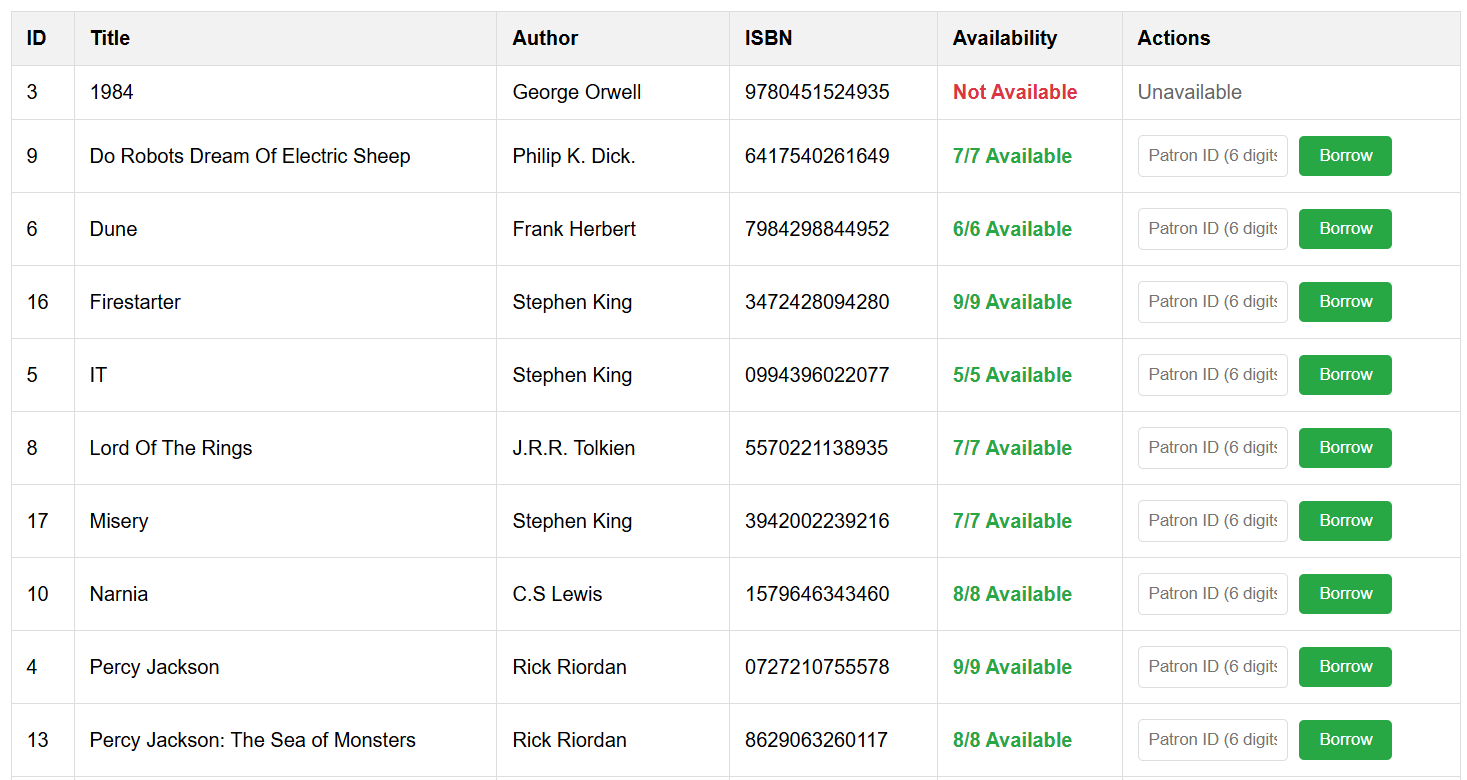 ID Title Author ISBN Availability Actions
3 1984 George Orwell 9780451524935 Not Available Unavailable
9 Do Robots Dream Of Electric Sheep Philip K. Dick. 6417540261649 7/7 Available Patron ID (6 digits Borrow
6 Dune Frank Herbert 7984298844952 6/6 Available Patron ID (6 digits Borrow
16 Firestarter Stephen King 3472428094280 9/9 Available Patron ID (6 digits Borrow
5 IT Stephen King 0994396022077 5/5 Available Patron ID (6 digits Borrow
8 Lord Of The Rings J.R.R. Tolkien 5570221138935 7/7 Available Patron ID (6 digits Borrow
17 Misery Stephen King 3942002239216 7/7 Available Patron ID (6 digits Borrow
10 Narnia C.S Lewis 1579646343460 8/8 Available Patron ID (6 digits Borrow
4 Percy Jackson Rick Riordan 0727210755578 9/9 Available Patron ID (6 digits Borrow
13 Percy Jackson: The Sea of Monsters Rick Riordan 8629063260117 8/8 Available Patron ID (6 digits Borrow